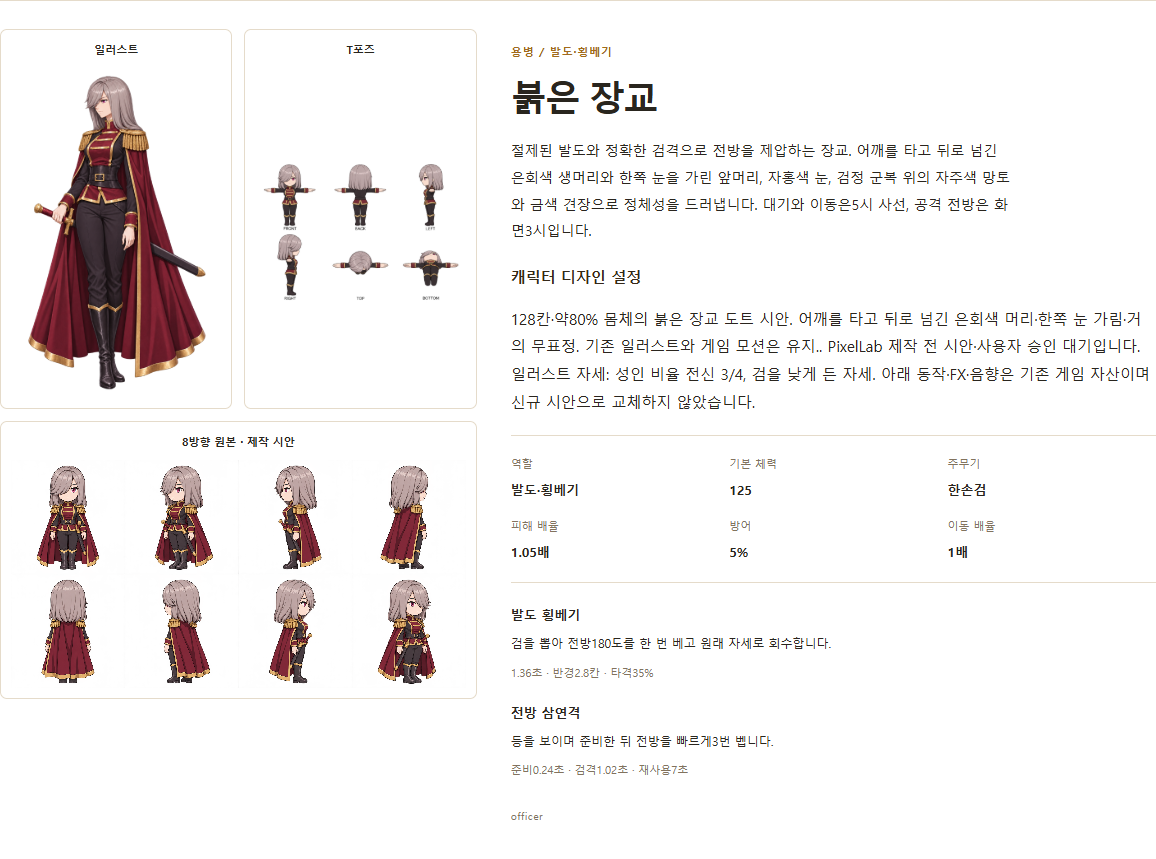 일러스트
T포즈
FRONT
BACK
LEFT
RIGHT
TOP
BOTTOM
8방향 원본 · 제작 시안
용병 / 발도·횡베기
붉은 장교
절제된 발도와 정확한 검격으로 전방을 제압하는 장교. 어깨를 타고 뒤로 넘긴
은회색 생머리와 한쪽 눈을 가린 앞머리, 자홍색 눈, 검정 군복 위의 자주색 망토
와 금색 견장으로 정체성을 드러냅니다. 대기와 이동은5시 사선, 공격 전방은 화
면3시입니다.
캐릭터 디자인 설정
128칸·약80% 몸체의 붉은 장교 도트 시안. 어깨를 타고 뒤로 넘긴 은회색 머리·한쪽 눈 가림·거
의 무표정. 기존 일러스트와 게임 모션은 유지.. PixelLab 제작 전 시안·사용자 승인 대기입니다.
일러스트 자세: 성인 비율 전신 3/4, 검을 낮게 든 자세. 아래 동작·FX·음향은 기존 게임 자산이며
신규 시안으로 교체하지 않았습니다.
역할
기본 체력
주무기
발도·횡베기
125
한손검
피해 배율
방어
이동 배율
1.05배
5%
1배
발도 횡베기
검을 뽑아 전방180도를 한 번 베고 원래 자세로 회수합니다.
1.36초 · 반경2.8칸 · 타격35%
전방 삼연격
등을 보이며 준비한 뒤 전방을 빠르게3번 벱니다.
준비0.24초 · 검격1.02초 · 재사용7초
officer